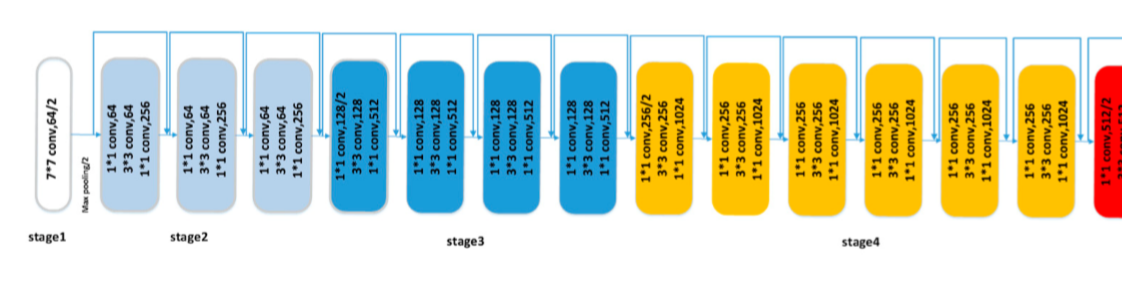 7*7 conv,64/2
Max pooling/2
1*1 conv,64
3*3 conv,64
1*1 conv,256
1*1 conv,64
3*3 conv,64
1*1 conv,256
1*1 conv,64
3*3 conv,64
1*1 conv,256
1*1 conv,128/2
3*3 conv,128
1*1 conv,512
1*1 conv,128
3*3 conv,128
1*1 conv,512
1*1 conv,128
3*3 conv,128
1*1 conv,512
1*1 conv,128
3*3 conv,128
1*1 conv,512
1*1 conv,256/2
3*3 conv,256
1*1 conv,1024
1*1 conv,256
3*3 conv,256
1*1 conv,1024
1*1 conv,256
3*3 conv,256
1*1 conv,1024
1*1 conv,256
3*3 conv,256
1*1 conv,1024
1*1 conv,256
3*3 conv,256
1*1 conv,1024
1*1 conv,256
3*3 conv,256
1*1 conv,1024
1*1 conv,512/2
stage1
stage2
stage3
stage4